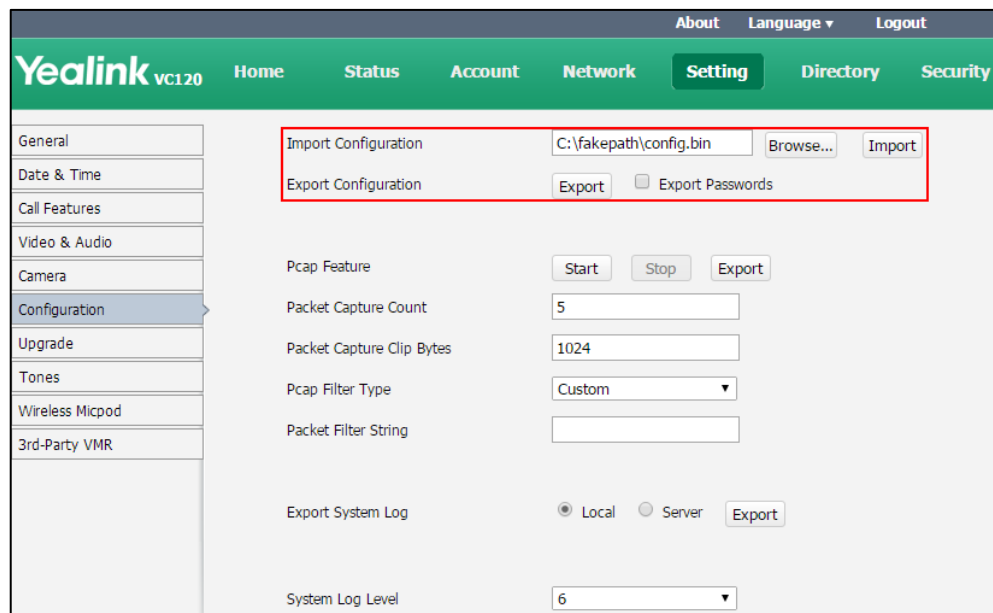 About Language ▾ Logout
Yealink VC120 Home Status Account Network Setting Directory Security
General
Date & Time
Call Features
Video & Audio
Camera
Configuration
Upgrade
Tones
Wireless Micpod
3rd-Party VMR
Import Configuration C:\fakepath\config.bin Browse... Import
Export Configuration Export Export Passwords
Pcap Feature Start Stop Export
Packet Capture Count 5
Packet Capture Clip Bytes 1024
Pcap Filter Type Custom ▼
Packet Filter String
Export System Log Local Server Export
System Log Level 6 ▼